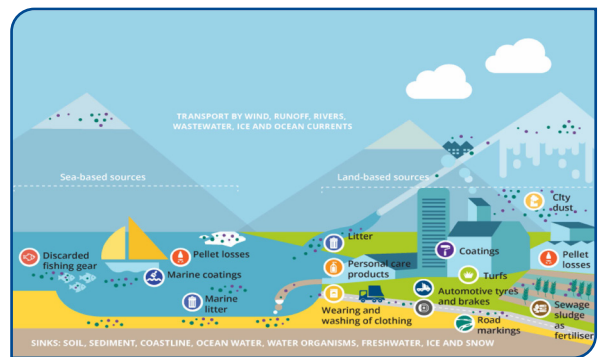 TRANSPORT BY WIND, RUNOFF, RIVERS,
WASTEWATER, ICE AND OCEAN CURRENTS
Sea-based sources
Land-based sources
City
dust
Litter
Discarded
fishing gear
Pellet losses
Marine coatings
Marine
litter
Personal care
products
Coatings
Pellet
losses
Turfs
Wearing and
washing of clothing
Automotive tyres
and brakes
Road
markings
Sewage
sludge
as
fertiliser
SINKS: SOIL, SEDIMENT, COASTLINE, OCEAN WATER, WATER ORGANISMS, FRESHWATER, ICE AND SNOW